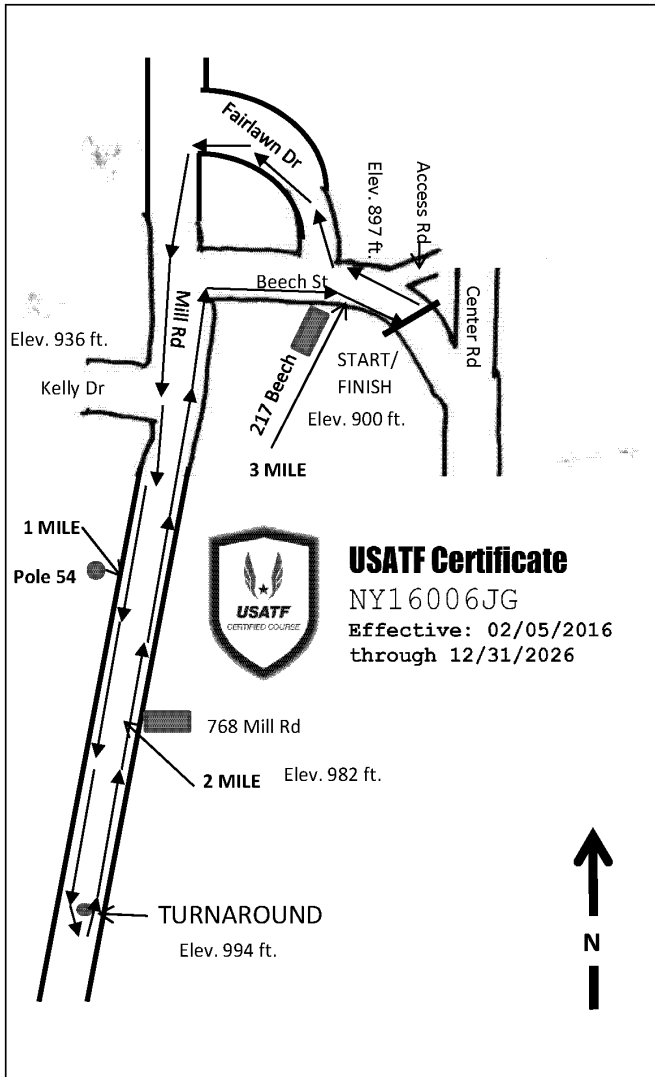 Fairlawn Dr
Elev. 897 ft.
Access Rd
Beech St
Center Rd
Mill Rd
Elev. 936 ft.
Kelly Dr
217 Beech
START/
FINISH
Elev. 900 ft.
3 MILE
1 MILE
Pole 54
USATF
CERTIFIED COURSE
USATF Certificate
NY16006JG
Effective: 02/05/2016
through 12/31/2026
768 Mill Rd
2 MILE
Elev. 982 ft.
TURNAROUND
Elev. 994 ft.
N